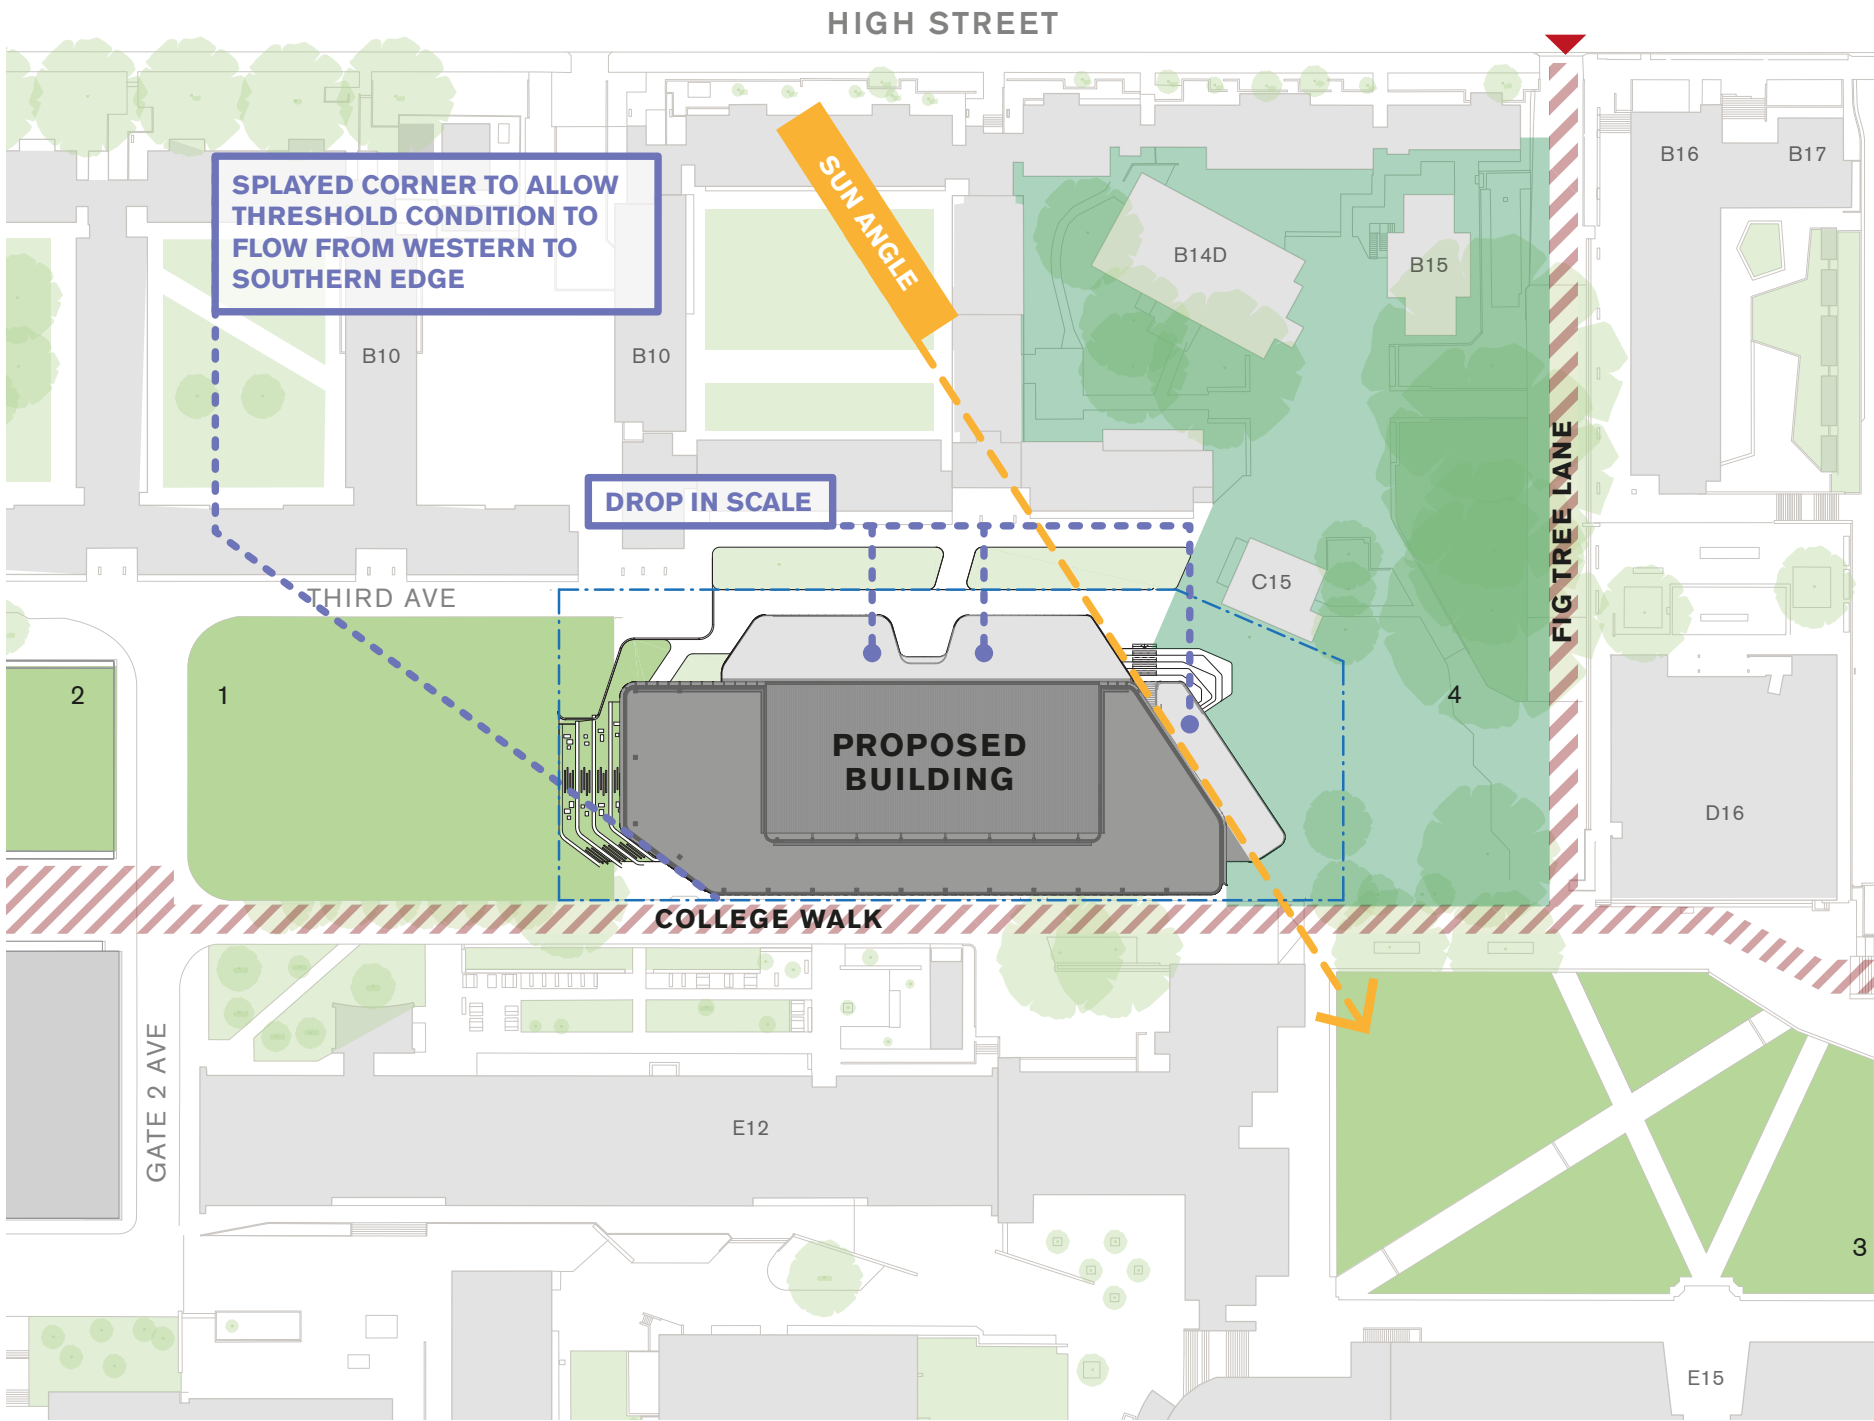 HIGH STREET
B16
B17
SPLAYED CORNER TO ALLOW
THRESHOLD CONDITION TO
FLOW FROM WESTERN TO
SOUTHERN EDGE
SUN ANGLE
B14D
B15
B10
B10
DROP IN SCALE
FIG TREE LANE
C15
THIRD AVE
2
1
4
PROPOSED
BUILDING
D16
COLLEGE WALK
GATE 2 AVE
E12
3
E15